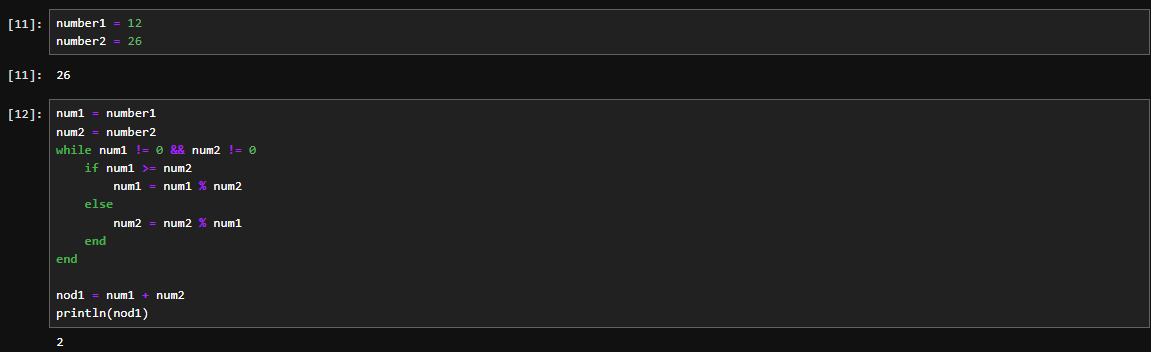 [11]: number1 = 12
number2 = 26
[11]: 26
[12]: num1 = number1
num2 = number2
while num1 != 0 && num2 != 0
    if num1 >= num2
        num1 = num1 % num2
    else
        num2 = num2 % num1
    end
end
nod1 = num1 + num2
println(nod1)
2